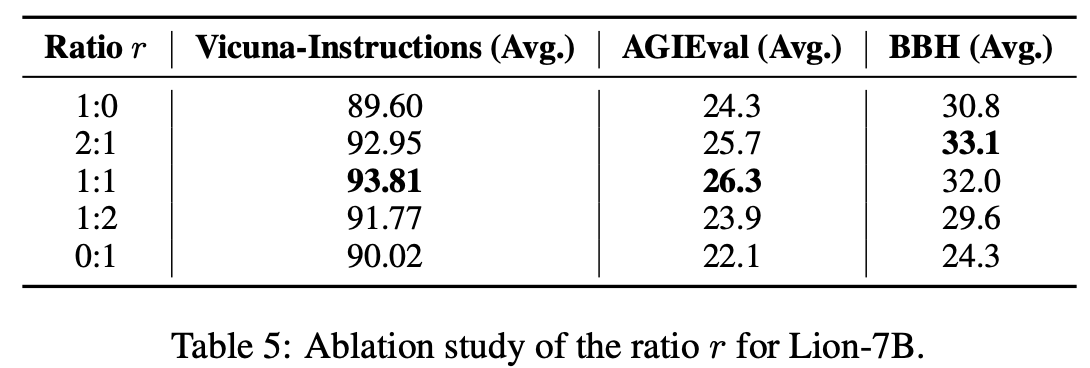 Ratio r Vicuna-Instructions (Avg.) AGIEval (Avg.) BBH (Avg.)
1:0 89.60 24.3 30.8
2:1 92.95 25.7 33.1
1:1 93.81 26.3 32.0
1:2 91.77 23.9 29.6
0:1 90.02 22.1 24.3
Table 5: Ablation study of the ratio r for Lion-7B.